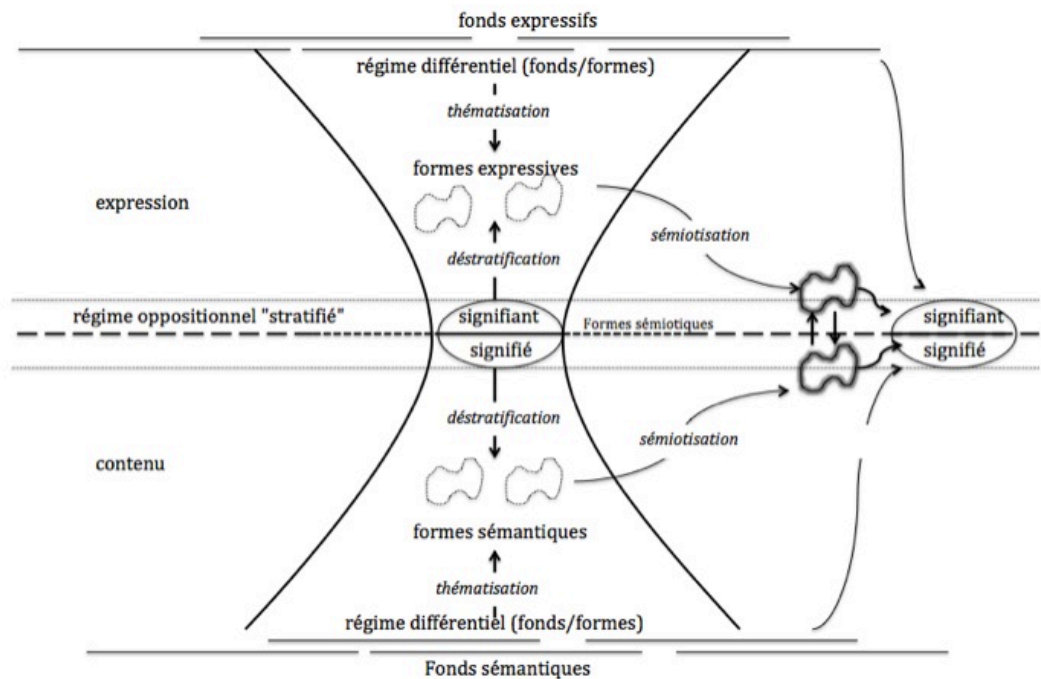 fonds expressifs
régime différentiel (fonds/formes)
thématisation
formes expressives
expression
sémiotisation
déstratification
régime oppositionnel "stratifié"
signifiant
Formes sémiotiques
signifiant
signifié
signifié
déstratification
sémiotisation
contenu
formes sémantiques
thématisation
régime différentiel (fonds/formes)
Fonds sémantiques